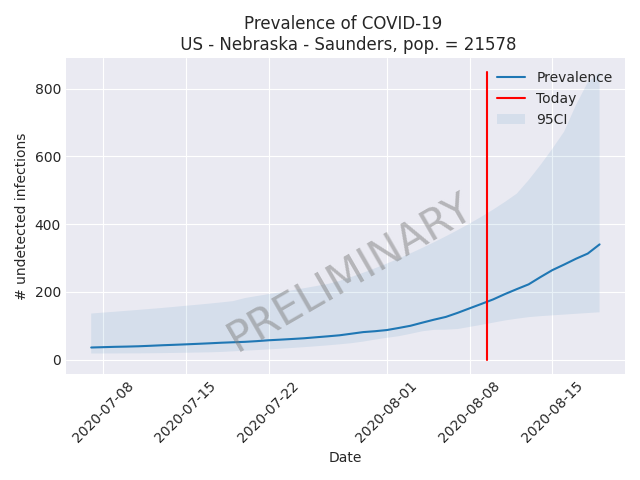 Prevalence of COVID-19
US - Nebraska - Saunders, pop. = 21578
Prevalence
Today
95CI
PRELIMINARY
# undetected infections
800
600
400
200
0
2020-07-08
2020-07-15
2020-07-22
2020-08-01
2020-08-08
2020-08-15
Date